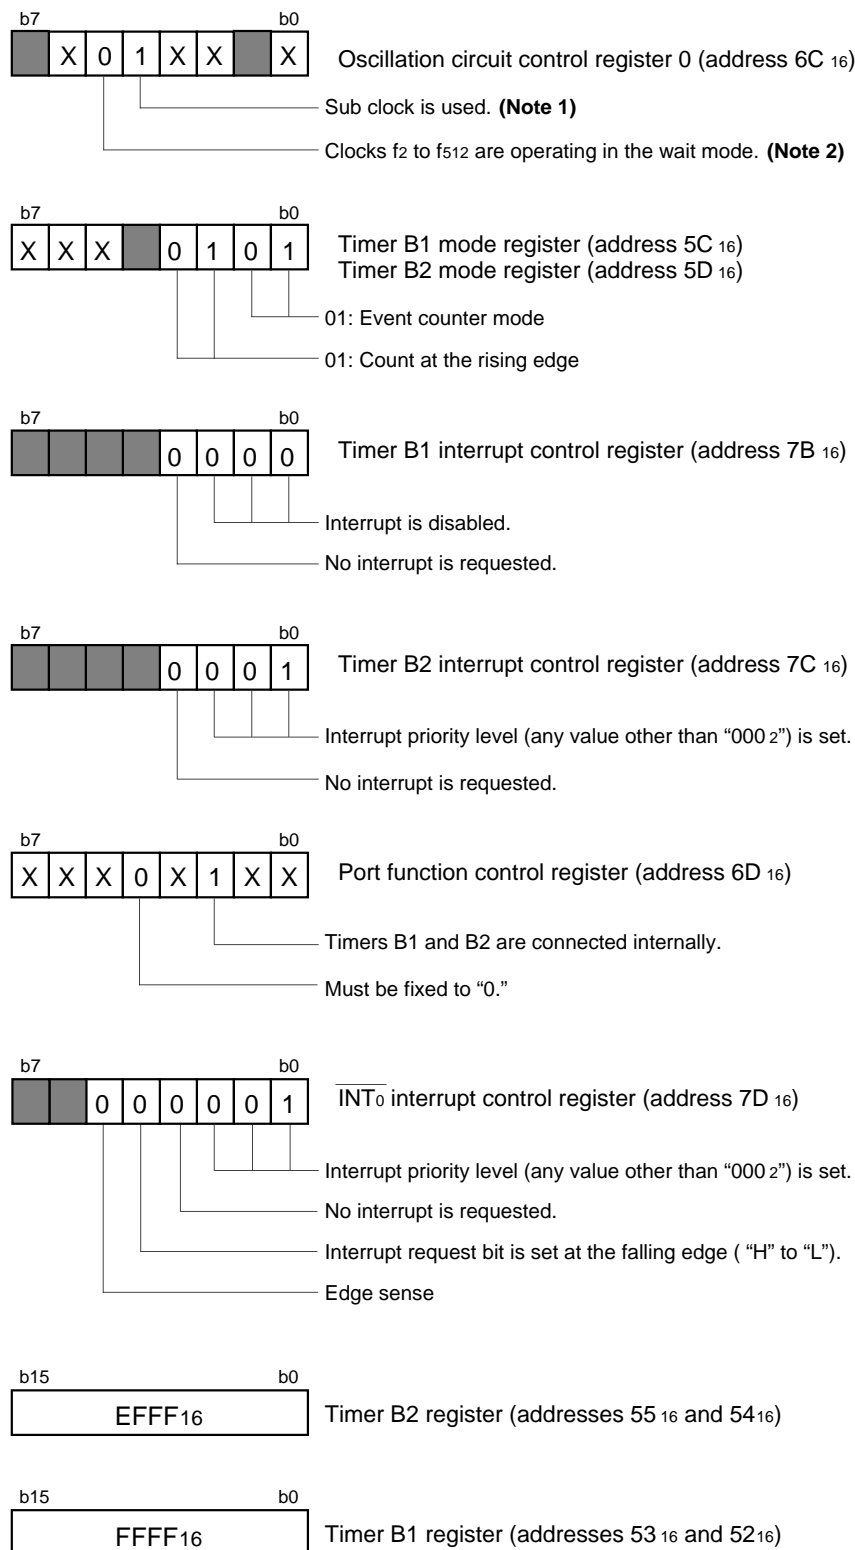 b7 b0
X 0 1 X X X
Oscillation circuit control register 0 (address 6C 16)
Sub clock is used. (Note 1)
Clocks f2 to f512 are operating in the wait mode. (Note 2)
b7 b0
X X X 0 1 0 1
Timer B1 mode register (address 5C 16)
Timer B2 mode register (address 5D 16)
01: Event counter mode
01: Count at the rising edge
b7 b0
0 0 0 0
Timer B1 interrupt control register (address 7B 16)
Interrupt is disabled.
No interrupt is requested.
b7 b0
0 0 0 1
Timer B2 interrupt control register (address 7C 16)
Interrupt priority level (any value other than “000 2”) is set.
No interrupt is requested.
b7 b0
X X X 0 X 1 X X
Port function control register (address 6D 16)
Timers B1 and B2 are connected internally.
Must be fixed to “0.”
b7 b0
0 0 0 0 0 1
INT0 interrupt control register (address 7D 16)
Interrupt priority level (any value other than “000 2”) is set.
No interrupt is requested.
Interrupt request bit is set at the falling edge ( “H” to “L”).
Edge sense
b15 b0
EFFF16
Timer B2 register (addresses 55 16 and 5416)
b15 b0
FFFF16
Timer B1 register (addresses 53 16 and 5216)